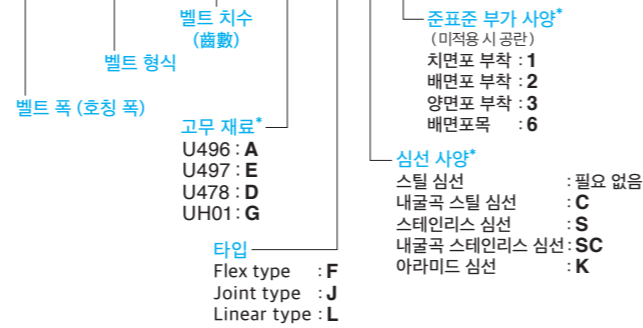 벨트 폭 (호칭 폭)
벨트 형식
벨트 치수
(齒數)
고무 재료*
U496 : A
U497 : E
U478 : D
UH01 : G
타입
Flex type : F
Joint type : J
Linear type : L
심선 사양*
스틸 심선 : 필요 없음
내굴곡 스틸 심선 : C
스테인리스 심선 : S
내굴곡 스테인리스 심선 : SC
아라미드 심선 : K
준표준 부가 사양*
(미적용 시 공란)
치면포 부착 : 1
배면포 부착 : 2
양면포 부착 : 3
배면포목 : 6